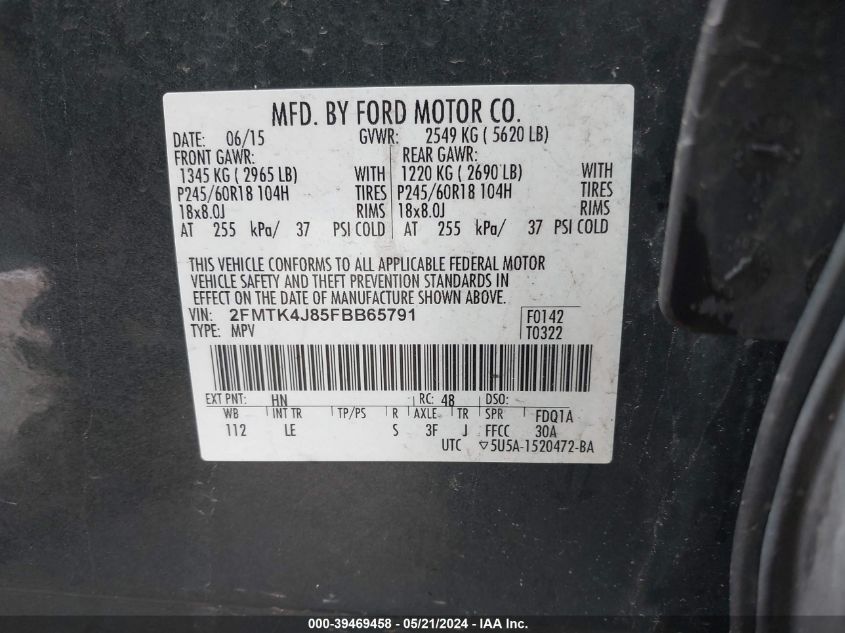 MFD. BY FORD MOTOR CO.
DATE: 06/15 GVWR: 2549 KG ( 5620 LB)
FRONT GAWR: REAR GAWR:
1345 KG ( 2965 LB) WITH 1220 KG ( 2690 LB) WITH
P245/60R18 104H TIRES P245/60R18 104H TIRES
18x8.0J RIMS 18x8.0J RIMS
AT 255 kPa/ 37 PSI COLD AT 255 kPa/ 37 PSI COLD
THIS VEHICLE CONFORMS TO ALL APPLICABLE FEDERAL MOTOR
VEHICLE SAFETY AND THEFT PREVENTION STANDARDS IN
EFFECT ON THE DATE OF MANUFACTURE SHOWN ABOVE.
VIN: 2FMTK4J85FBB65791 F0142
TYPE: MPV T0322
EXT PNT: HN RC: 48 DSO:
WB INT TR TP/PS R AXLE TR SPR FDQ1A
112 LE S 3F J FFCC 30A
UTC ▽5U5A-1520472-BA
000-39469458 - 05/21/2024 - IAA Inc.